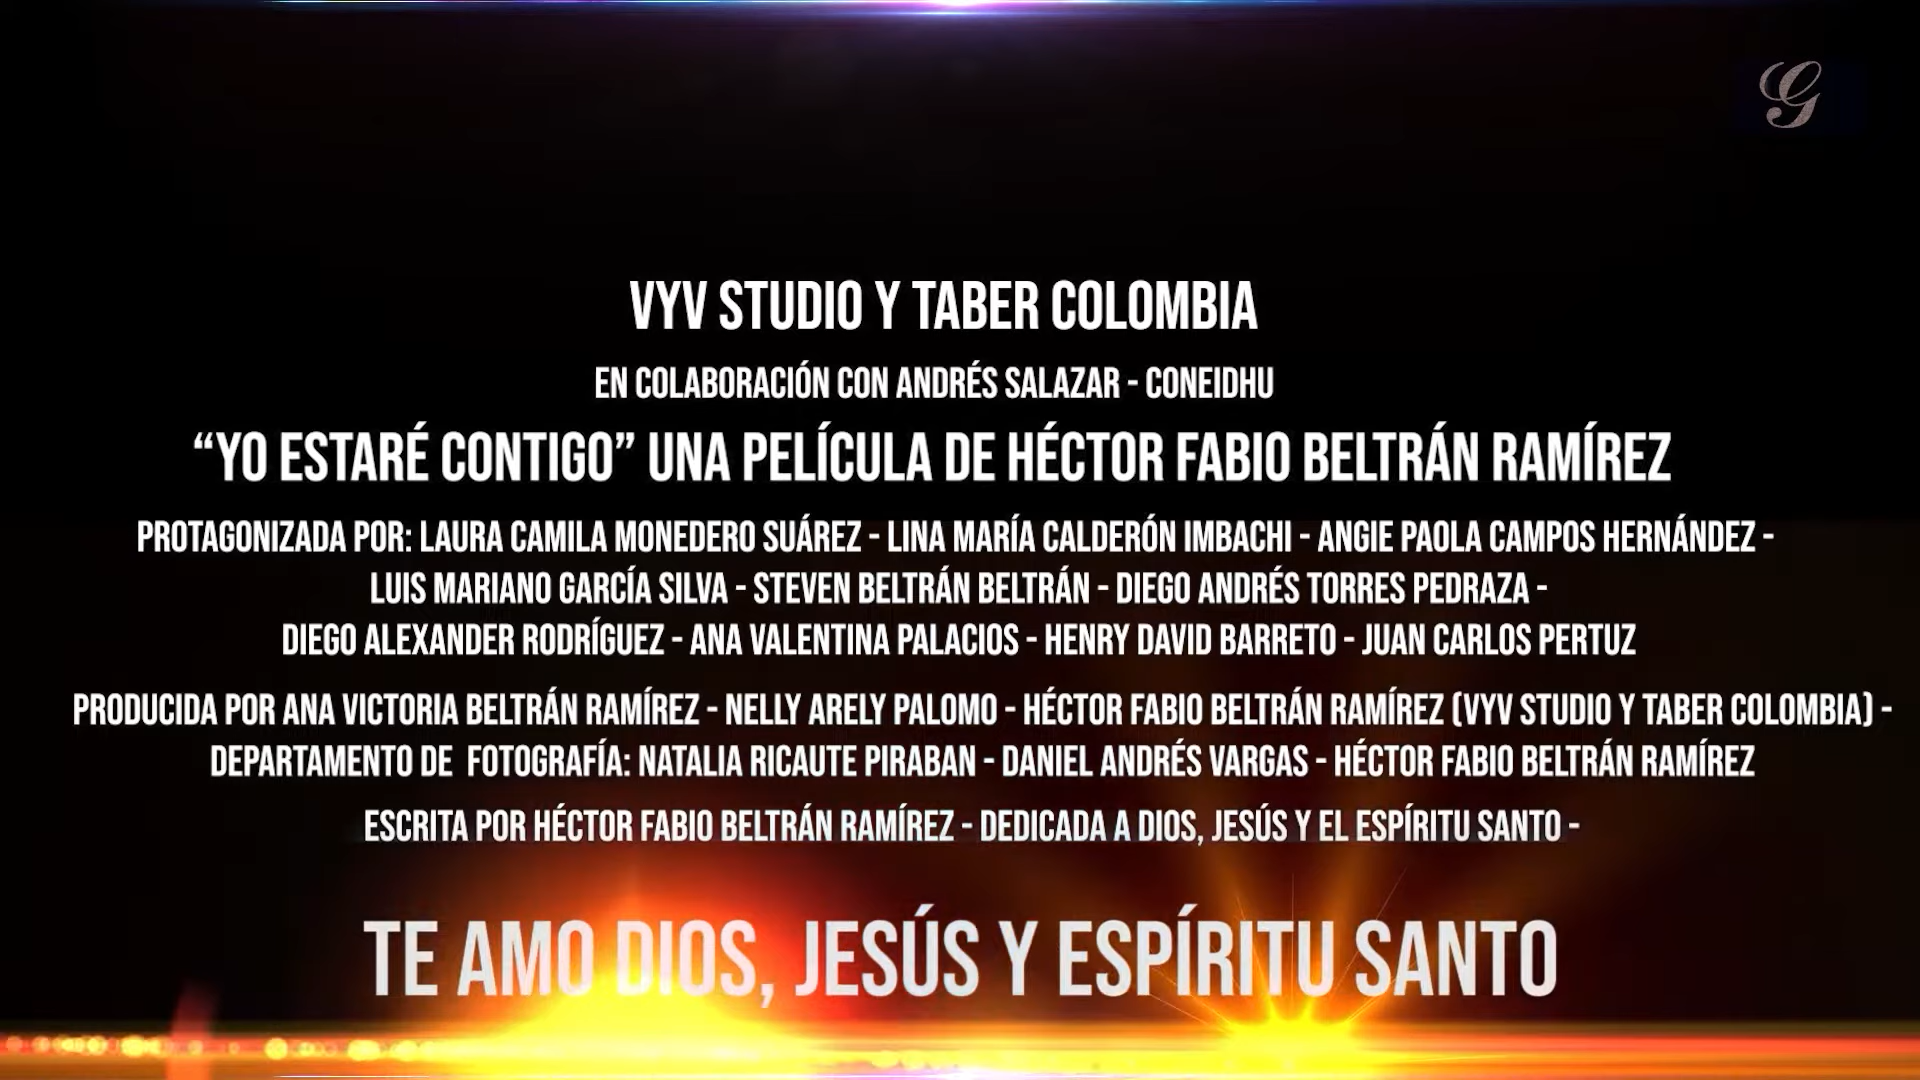 G
VYV STUDIO Y TABER COLOMBIA
EN COLABORACIÓN CON ANDRÉS SALAZAR - CONEIDHU
“YO ESTARÉ CONTIGO” UNA PELÍCULA DE HÉCTOR FABIO BELTRÁN RAMÍREZ
PROTAGONIZADA POR: LAURA CAMILA MONEDERO SUÁREZ - LINA MARÍA CALDERÓN IMBACHI - ANGIE PAOLA CAMPOS HERNÁNDEZ -
LUIS MARIANO GARCÍA SILVA - STEVEN BELTRÁN BELTRÁN - DIEGO ANDRÉS TORRES PEDRAZA -
DIEGO ALEXANDER RODRÍGUEZ - ANA VALENTINA PALACIOS - HENRY DAVID BARRETO - JUAN CARLOS PERTUZ
PRODUCIDA POR ANA VICTORIA BELTRÁN RAMÍREZ - NELLY ARELY PALOMO - HÉCTOR FABIO BELTRÁN RAMÍREZ (VYV STUDIO Y TABER COLOMBIA) -
DEPARTAMENTO DE  FOTOGRAFÍA: NATALIA RICAUTE PIRABAN - DANIEL ANDRÉS VARGAS - HÉCTOR FABIO BELTRÁN RAMÍREZ
ESCRITA POR HÉCTOR FABIO BELTRÁN RAMÍREZ - DEDICADA A DIOS, JESÚS Y EL ESPÍRITU SANTO -
TE AMO DIOS, JESÚS Y ESPÍRITU SANTO